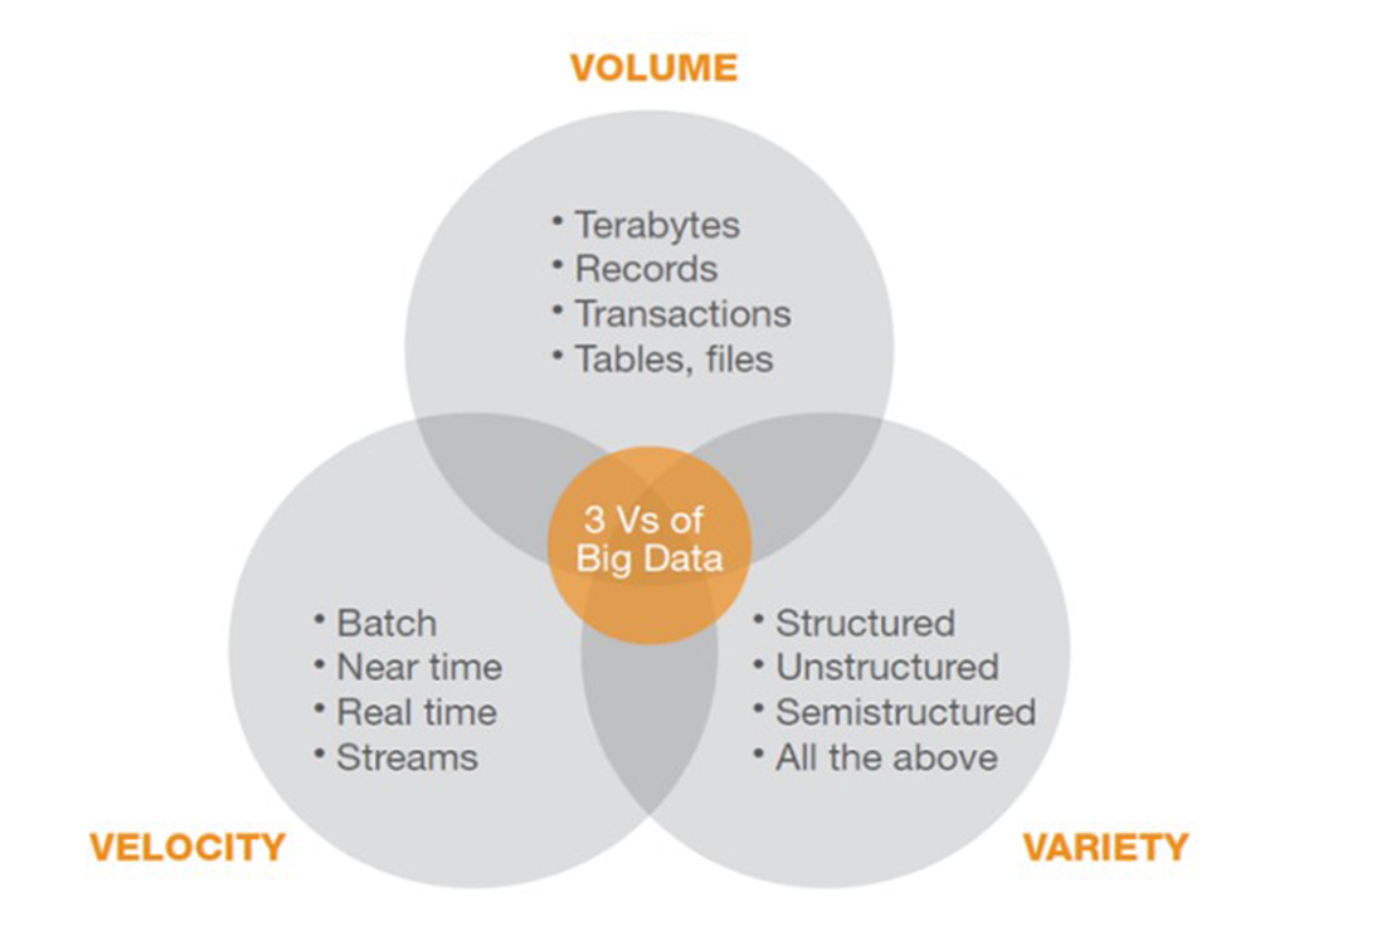 VOLUME
• Terabytes
• Records
• Transactions
• Tables, files
3 Vs of
Big Data
• Batch
• Near time
• Real time
• Streams
• Structured
• Unstructured
• Semistructured
• All the above
VELOCITY
VARIETY